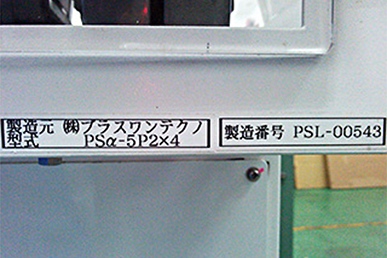 製造元 ㈱プラスワンテクノ
型式 PSα-5P2×4
製造番号 PSL-00543